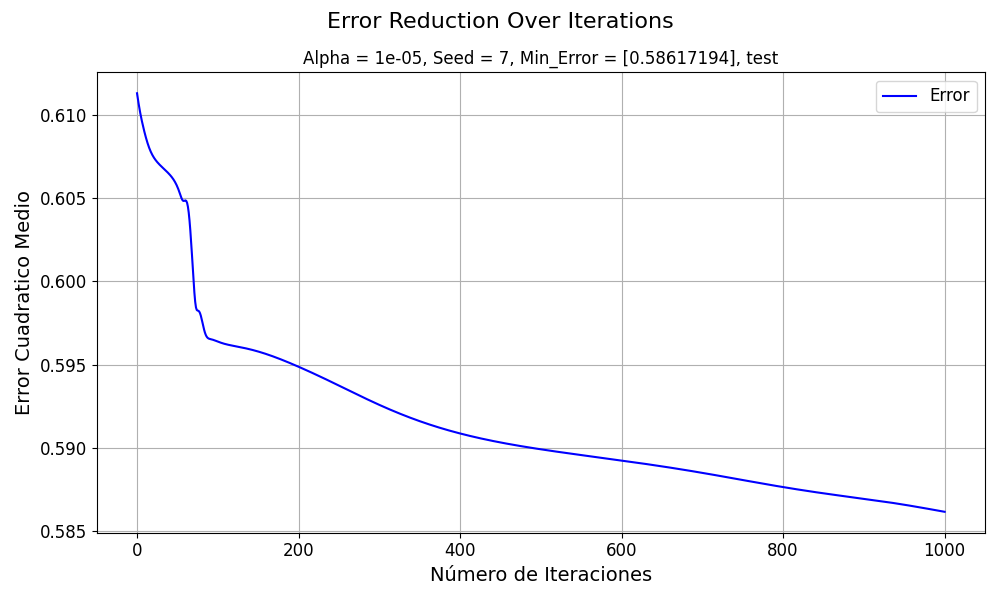 Error Reduction Over Iterations
Alpha = 1e-05, Seed = 7, Min_Error = [0.58617194], test
Error
Error Cuadratico Medio
0.610
0.605
0.600
0.595
0.590
0.585
0 200 400 600 800 1000
Número de Iteraciones